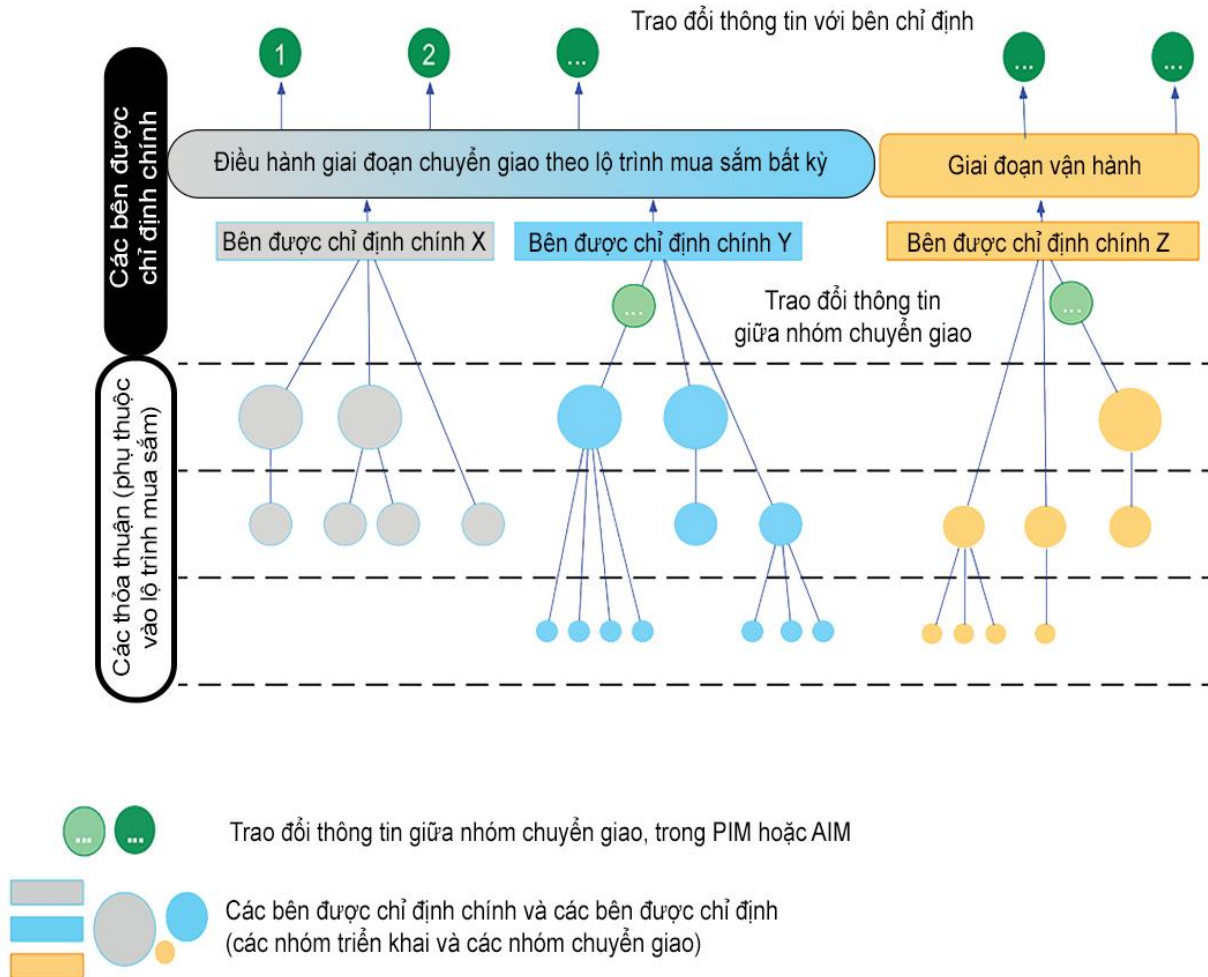 Trao đổi thông tin với bên chỉ định
1
2
...
...
...
Các bên được
chỉ định chính
Điều hành giai đoạn chuyển giao theo lộ trình mua sắm bất kỳ
Giai đoạn vận hành
Bên được chỉ định chính X
Bên được chỉ định chính Y
Bên được chỉ định chính Z
...
Trao đổi thông tin
giữa nhóm chuyển giao
...
Các thỏa thuận (phụ thuộc
vào lộ trình mua sắm)
...
...
Trao đổi thông tin giữa nhóm chuyển giao, trong PIM hoặc AIM
Các bên được chỉ định chính và các bên được chỉ định
(các nhóm triển khai và các nhóm chuyển giao)